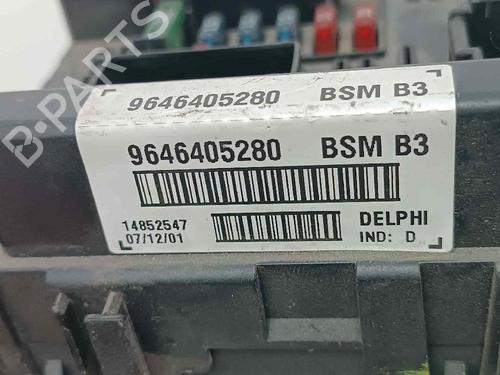 9646405280 BSM B3
9646405280 BSM B3
14852547 DELPHI
07/12/01 IND: D
B-PARTS